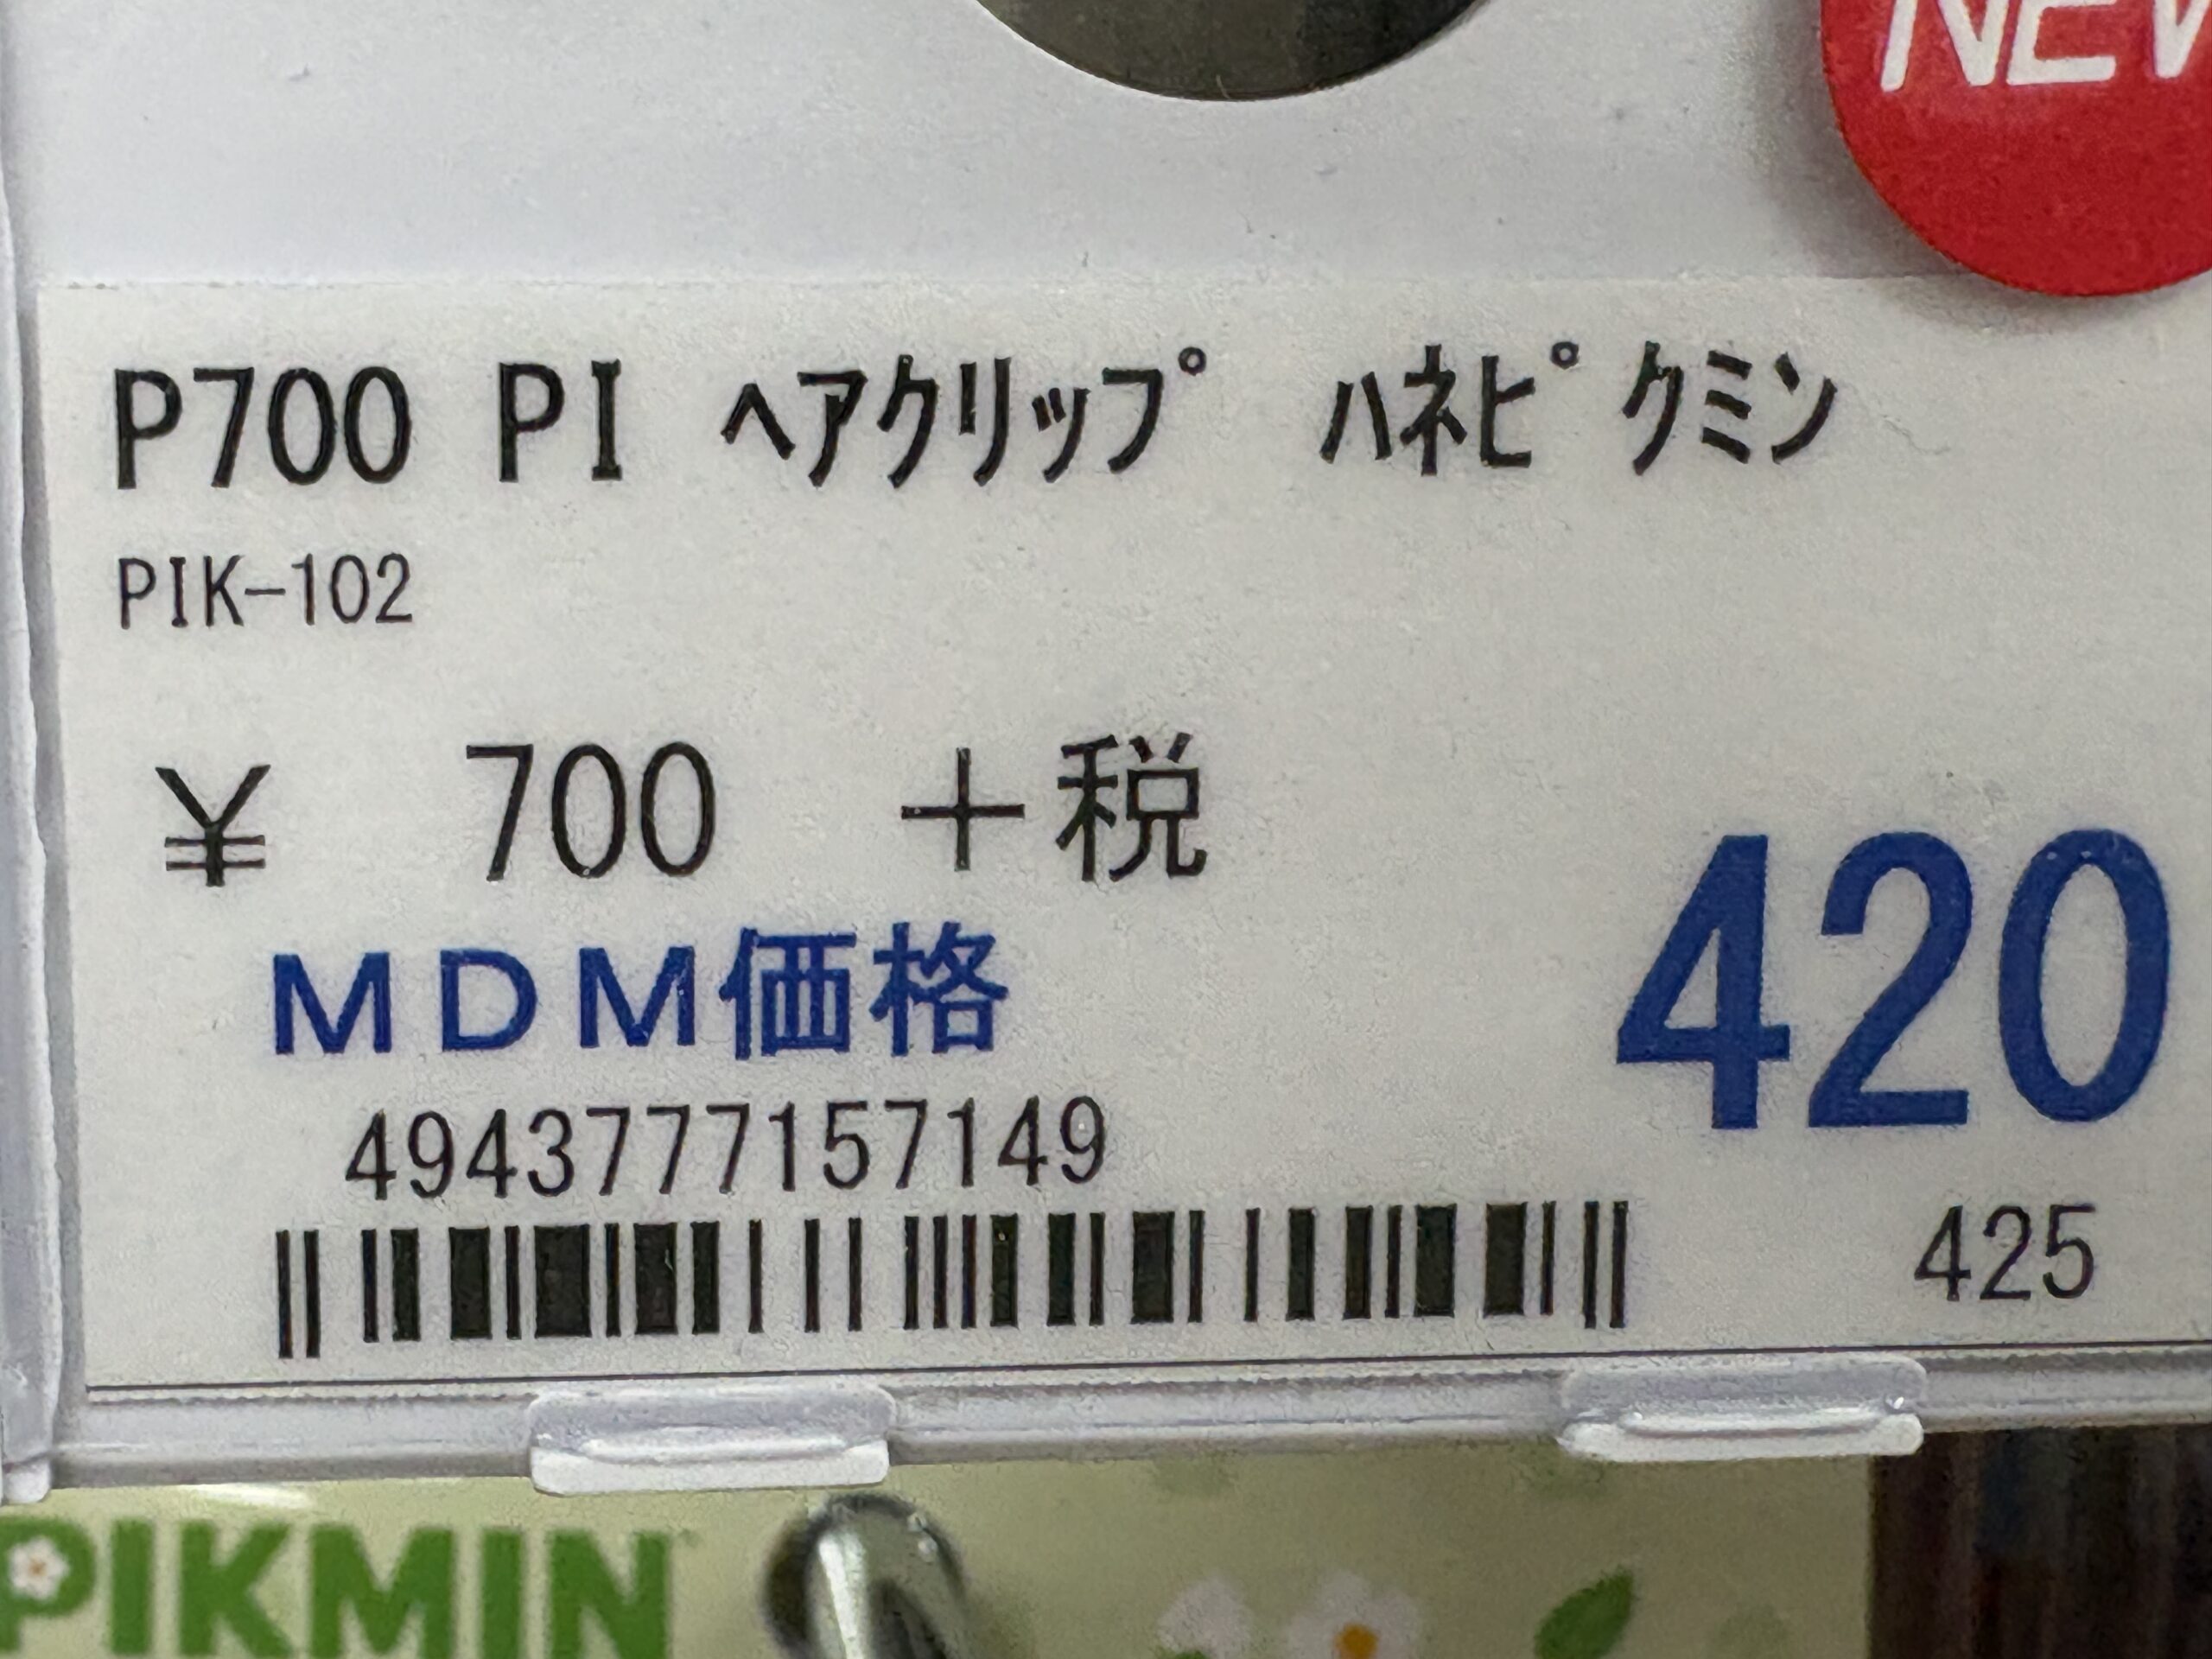 NEW
P700 PI ﾍｱｸﾘｯﾌﾟ ﾊﾈﾋﾟｸﾐﾝ
PIK-102
¥ 700 +税
MDM価格
420
4943777157149
425
PIKMIN